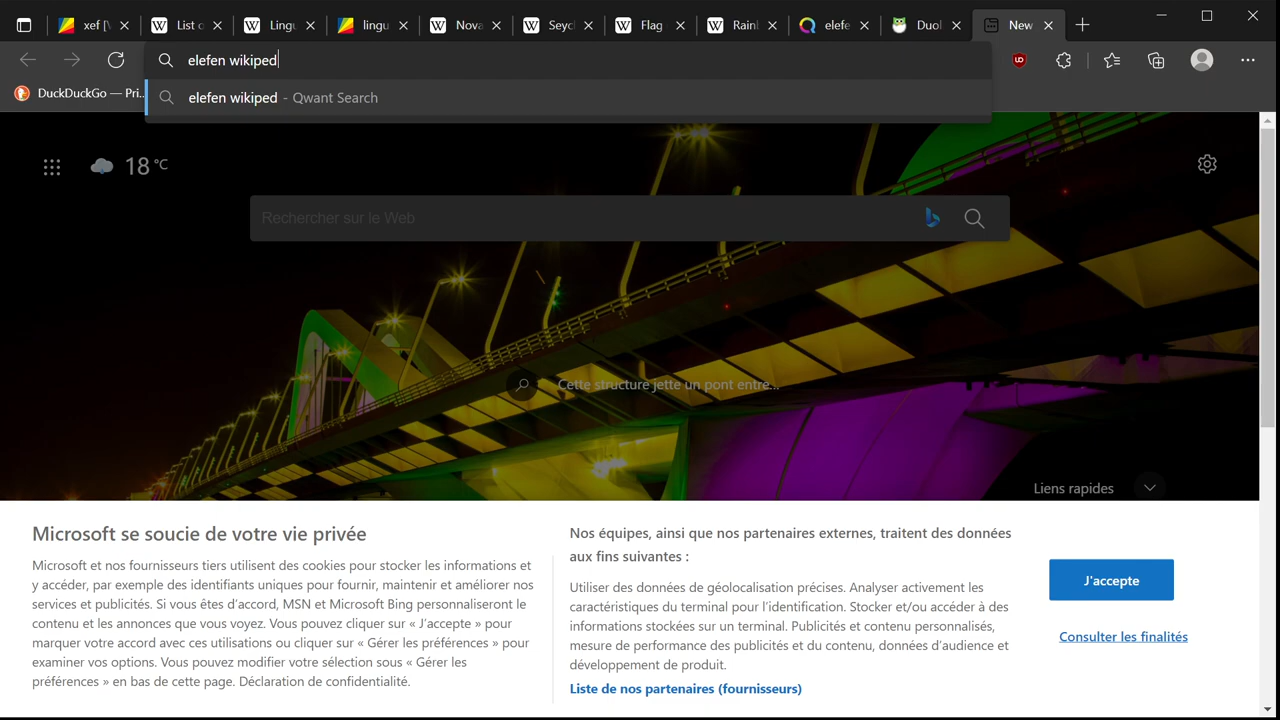 xef [V
List o
Lingu
lingu
Nova
Seych
Flag
Rainb
elefe
Duol
New
elefen wikiped
elefen wikiped - Qwant Search
DuckDuckGo — Pri...
18 °C
Rechercher sur le Web
Cette structure jette un pont entre...
Liens rapides
Microsoft se soucie de votre vie privée
Microsoft et nos fournisseurs tiers utilisent des cookies pour stocker les informations et
y accéder, par exemple des identifiants uniques pour fournir, maintenir et améliorer nos
services et publicités. Si vous êtes d'accord, MSN et Microsoft Bing personnaliseront le
contenu et les annonces que vous voyez. Vous pouvez cliquer sur « J'accepte » pour
marquer votre accord avec ces utilisations ou cliquer sur « Gérer les préférences » pour
examiner vos options. Vous pouvez modifier votre sélection sous « Gérer les
préférences » en bas de cette page. Déclaration de confidentialité.
Nos équipes, ainsi que nos partenaires externes, traitent des données
aux fins suivantes :
Utiliser des données de géolocalisation précises. Analyser activement les
caractéristiques du terminal pour l'identification. Stocker et/ou accéder à des
informations stockées sur un terminal. Publicités et contenu personnalisés,
mesure de performance des publicités et du contenu, données d'audience et
développement de produit.
Liste de nos partenaires (fournisseurs)
J'accepte
Consulter les finalités